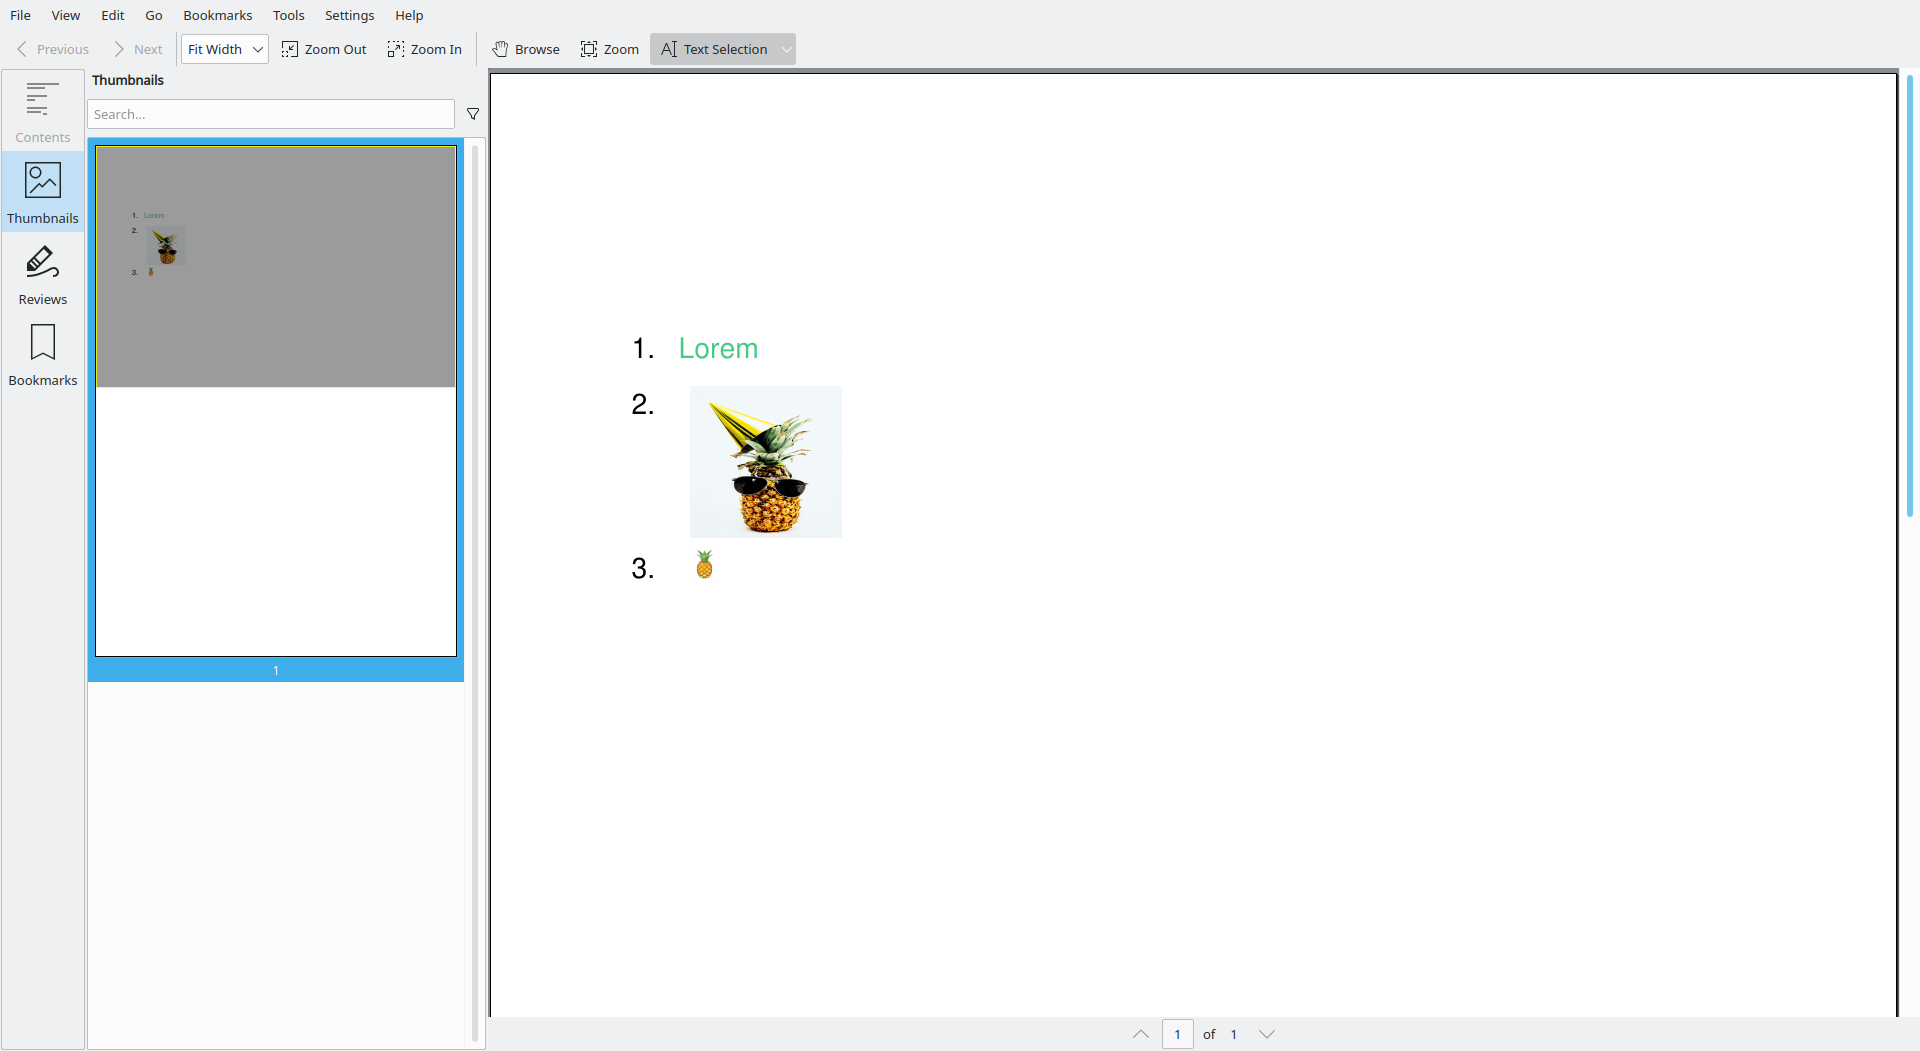 File View Edit Go Bookmarks Tools Settings Help
Previous Next Fit Width Zoom Out Zoom In Browse Zoom Text Selection
Thumbnails
Search...
Contents
Thumbnails
Reviews
Bookmarks
1. Lorem
2.
3.
1
1. Lorem
2.
3. 🍍
1 of 1